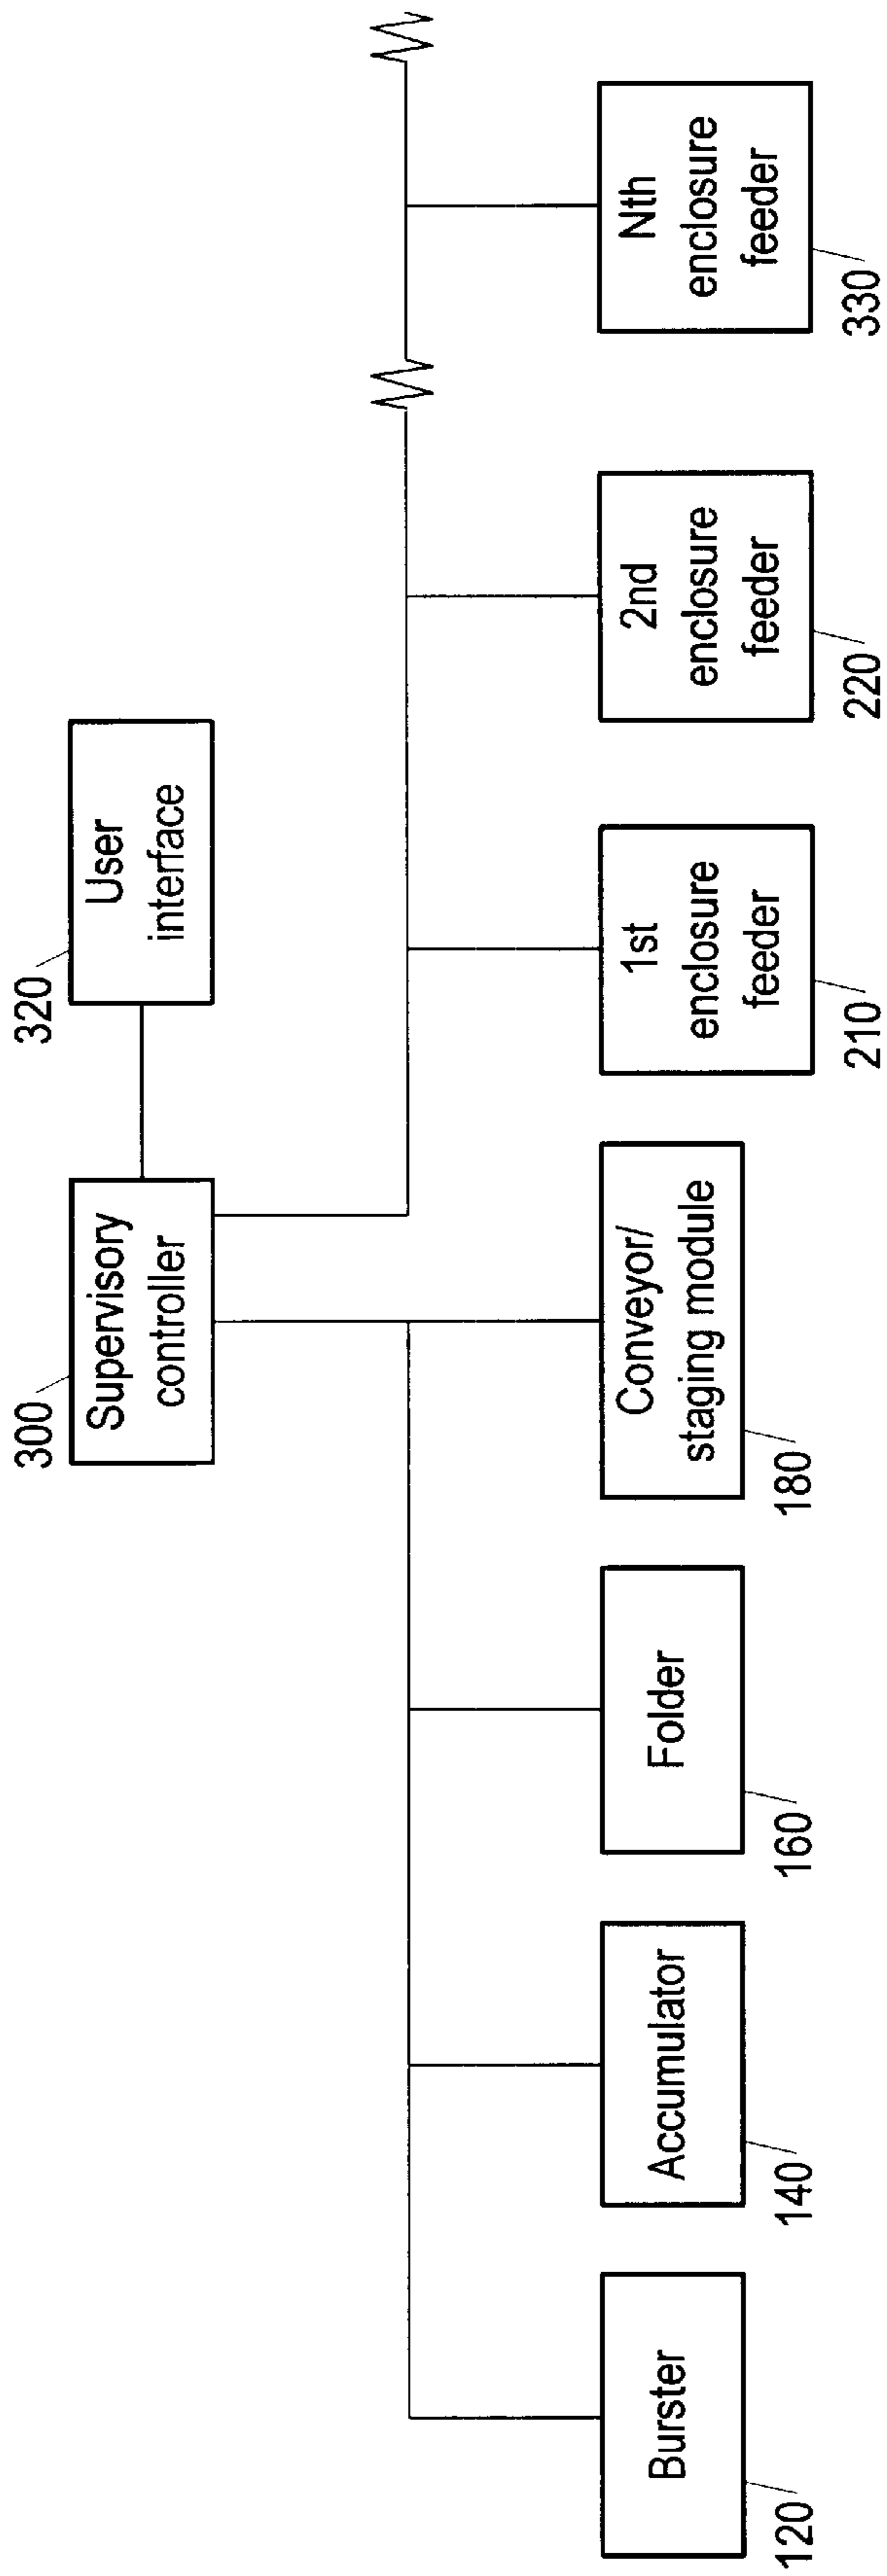 300
Supervisory
controller
320
User
interface
Burster
120
Accumulator
140
Folder
160
Conveyor/
staging module
180
1st
enclosure
feeder
210
2nd
enclosure
feeder
220
Nth
enclosure
feeder
330